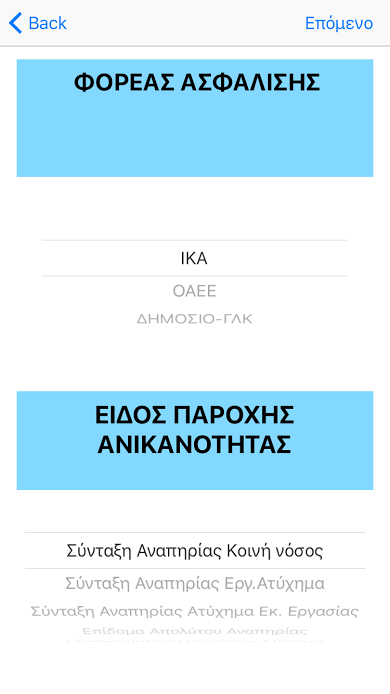 Back
Επόμενο
ΦΟΡΕΑΣ ΑΣΦΑΛΙΣΗΣ
ΙΚΑ
ΟΑΕΕ
ΔΗΜΟΣΙΟ-ΓΛΚ
ΕΙΔΟΣ ΠΑΡΟΧΗΣ
ΑΝΙΚΑΝΟΤΗΤΑΣ
Σύνταξη Αναπηρίας Κοινή νόσος
Σύνταξη Αναπηρίας Εργ.Ατύχημα
Σύνταξη Αναπηρίας Ατύχημα Εκ. Εργασίας
Επίδομα Απολύτου Αναπηρίας